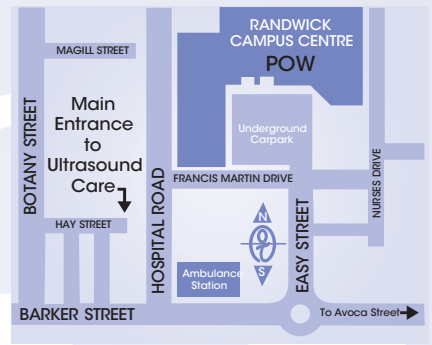 RANDWICK
CAMPUS CENTRE
POW
MAGILL STREET
Main
Entrance
to
Ultrasound
Care
Underground
Carpark
BOTANY STREET
HOSPITAL ROAD
FRANCIS MARTIN DRIVE
NURSES DRIVE
HAY STREET
EASY STREET
N
S
Ambulance
Station
BARKER STREET
To Avoca Street